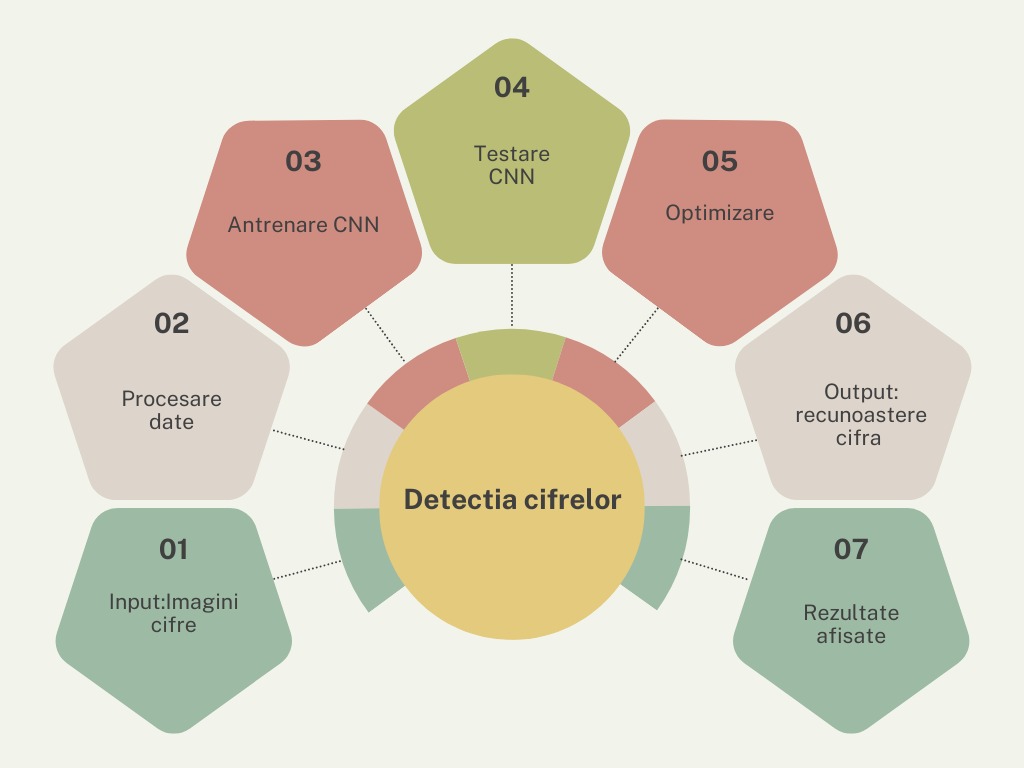 01
Input:Imagini
cifre
02
Procesare
date
03
Antrenare CNN
04
Testare
CNN
05
Optimizare
06
Output:
recunoastere
cifra
07
Rezultate
afisate
Detectia cifrelor